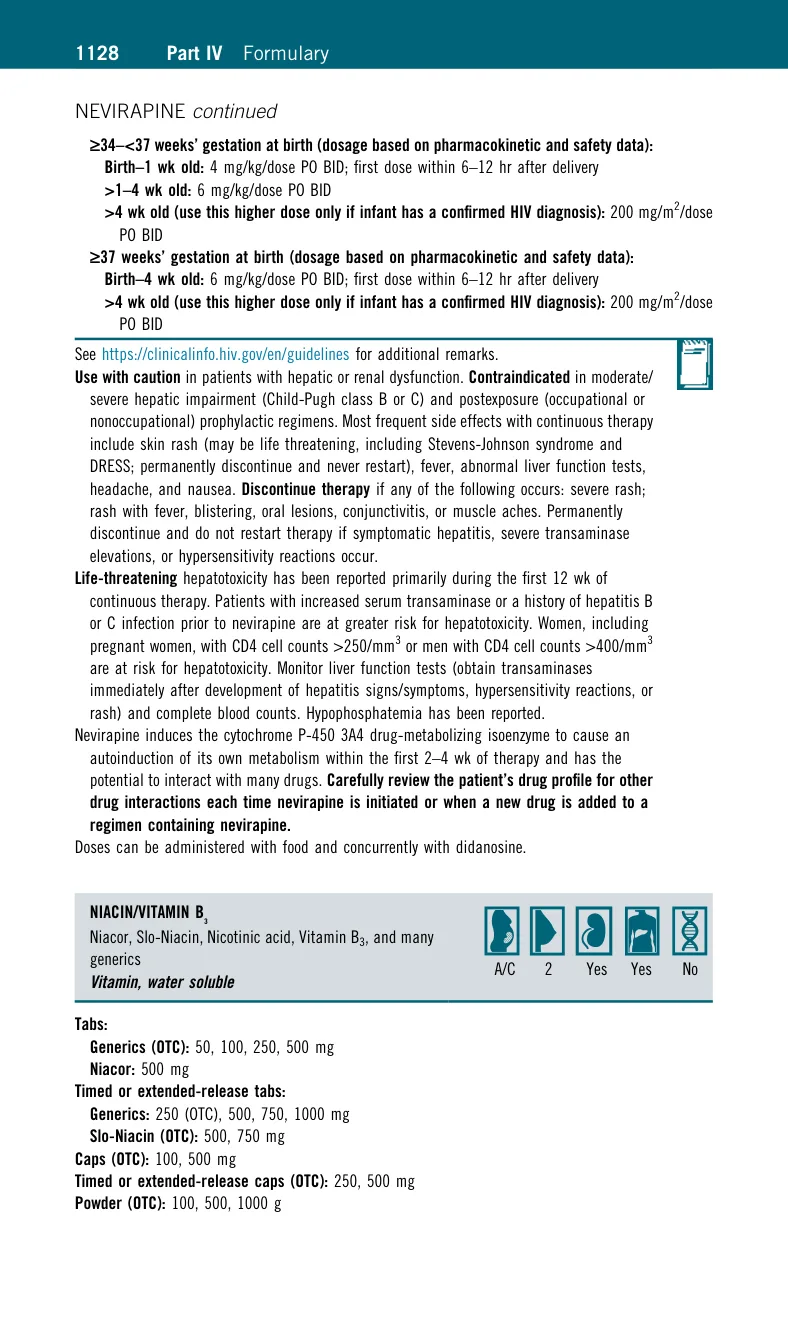 1128 Part IV Formulary
NEVIRAPINE continued
≥34–<37 weeks’ gestation at birth (dosage based on pharmacokinetic and safety data):
Birth–1 wk old: 4 mg/kg/dose PO BID; first dose within 6–12 hr after delivery
>1–4 wk old: 6 mg/kg/dose PO BID
>4 wk old (use this higher dose only if infant has a confirmed HIV diagnosis): 200 mg/m²/dose
PO BID
≥37 weeks’ gestation at birth (dosage based on pharmacokinetic and safety data):
Birth–4 wk old: 6 mg/kg/dose PO BID; first dose within 6–12 hr after delivery
>4 wk old (use this higher dose only if infant has a confirmed HIV diagnosis): 200 mg/m²/dose
PO BID
See https://clinicalinfo.hiv.gov/en/guidelines for additional remarks.
Use with caution in patients with hepatic or renal dysfunction. Contraindicated in moderate/
severe hepatic impairment (Child-Pugh class B or C) and postexposure (occupational or
nonoccupational) prophylactic regimens. Most frequent side effects with continuous therapy
include skin rash (may be life threatening, including Stevens-Johnson syndrome and
DRESS; permanently discontinue and never restart), fever, abnormal liver function tests,
headache, and nausea. Discontinue therapy if any of the following occurs: severe rash;
rash with fever, blistering, oral lesions, conjunctivitis, or muscle aches. Permanently
discontinue and do not restart therapy if symptomatic hepatitis, severe transaminase
elevations, or hypersensitivity reactions occur.
Life-threatening hepatotoxicity has been reported primarily during the first 12 wk of
continuous therapy. Patients with increased serum transaminase or a history of hepatitis B
or C infection prior to nevirapine are at greater risk for hepatotoxicity. Women, including
pregnant women, with CD4 cell counts >250/mm³ or men with CD4 cell counts >400/mm³
are at risk for hepatotoxicity. Monitor liver function tests (obtain transaminases
immediately after development of hepatitis signs/symptoms, hypersensitivity reactions, or
rash) and complete blood counts. Hypophosphatemia has been reported.
Nevirapine induces the cytochrome P-450 3A4 drug-metabolizing isoenzyme to cause an
autoinduction of its own metabolism within the first 2–4 wk of therapy and has the
potential to interact with many drugs. Carefully review the patient’s drug profile for other
drug interactions each time nevirapine is initiated or when a new drug is added to a
regimen containing nevirapine.
Doses can be administered with food and concurrently with didanosine.
NIACIN/VITAMIN B₃
Niacor, Slo-Niacin, Nicotinic acid, Vitamin B₃, and many
generics
Vitamin, water soluble
A/C 2 Yes Yes No
Tabs:
Generics (OTC): 50, 100, 250, 500 mg
Niacor: 500 mg
Timed or extended-release tabs:
Generics: 250 (OTC), 500, 750, 1000 mg
Slo-Niacin (OTC): 500, 750 mg
Caps (OTC): 100, 500 mg
Timed or extended-release caps (OTC): 250, 500 mg
Powder (OTC): 100, 500, 1000 g